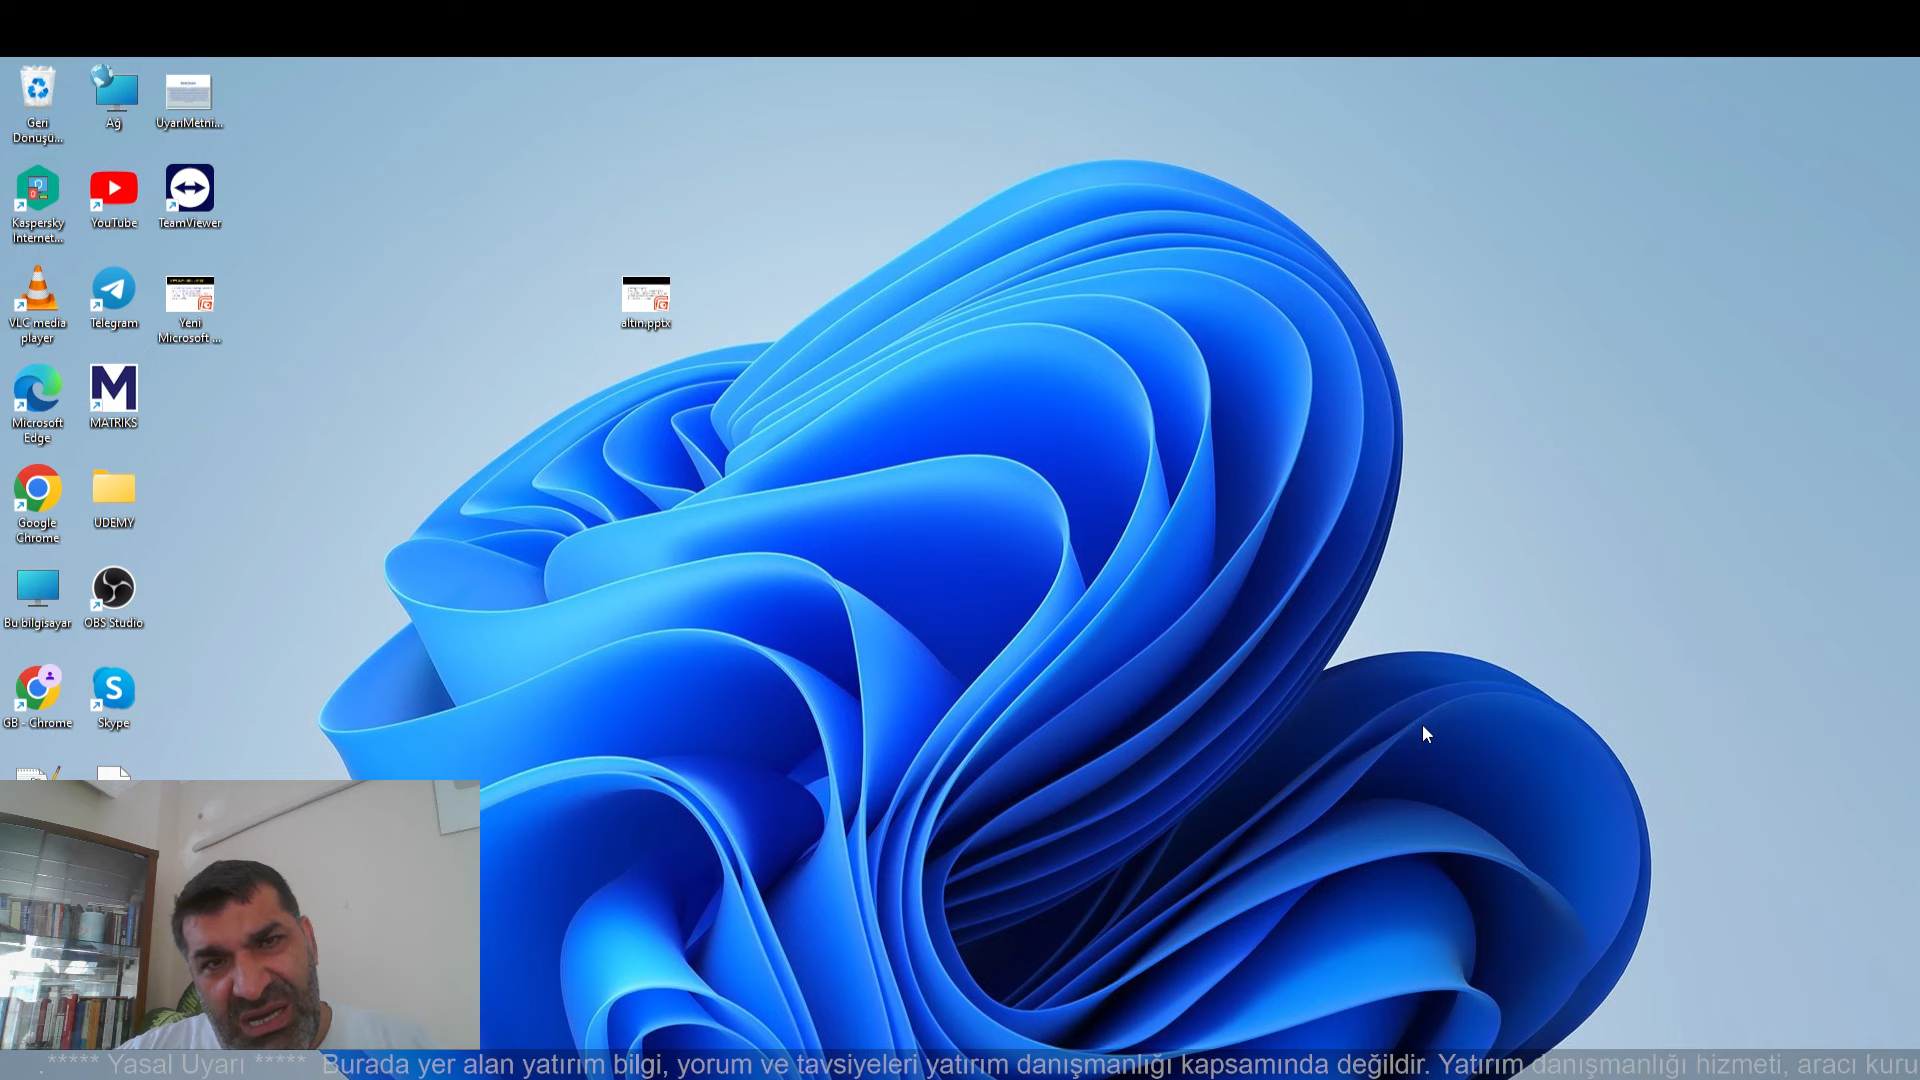 Geri
Dönüşü...
Ağ
UyarıMetni...
Kaspersky
Internet...
YouTube
TeamViewer
VLC media
player
Telegram
Yeni
Microsoft ...
altın.pptx
Microsoft
Edge
M
MATRIKS
Google
Chrome
UDEMY
Bu bilgisayar
OBS Studio
GB - Chrome
S
Skype
. ***** Yasal Uyarı ***** Burada yer alan yatırım bilgi, yorum ve tavsiyeleri yatırım danışmanlığı kapsamında değildir. Yatırım danışmanlığı hizmeti, aracı kuru